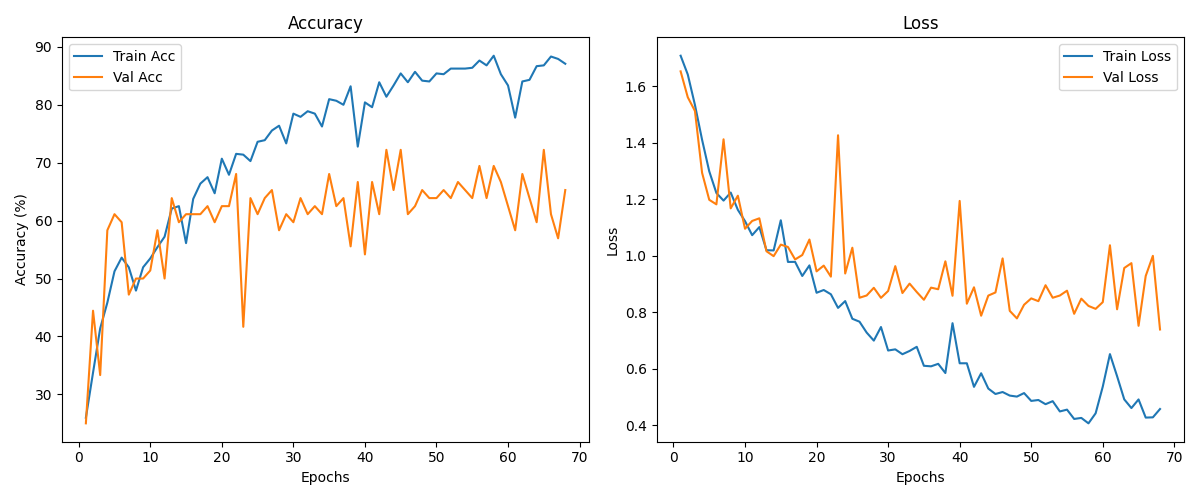 Accuracy
Train Acc
Val Acc
Accuracy (%)
90
80
70
60
50
40
30
0 10 20 30 40 50 60 70
Epochs
Loss
Train Loss
Val Loss
Loss
1.6
1.4
1.2
1.0
0.8
0.6
0.4
0 10 20 30 40 50 60 70
Epochs